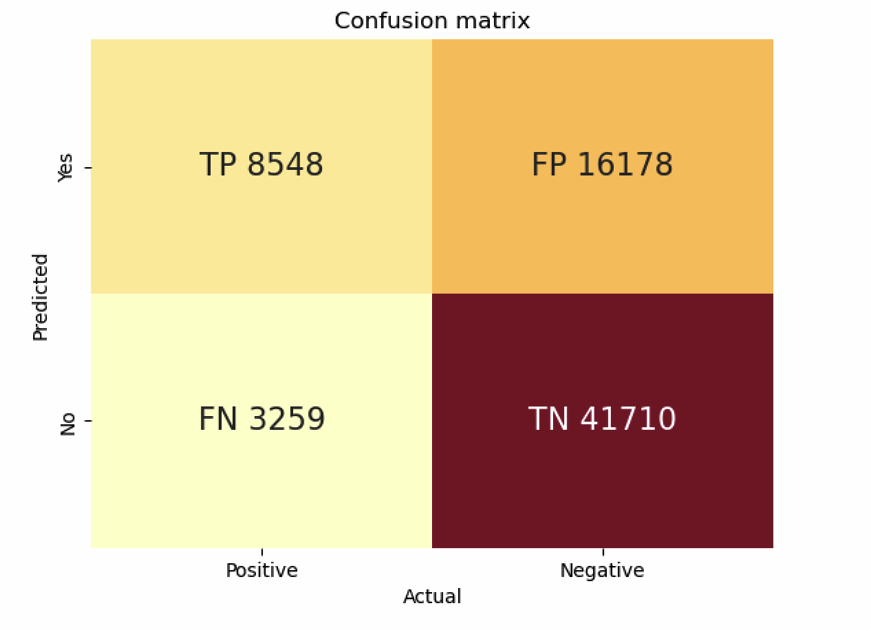 Confusion matrix
Yes
TP 8548
FP 16178
Predicted
No
FN 3259
TN 41710
Positive
Negative
Actual